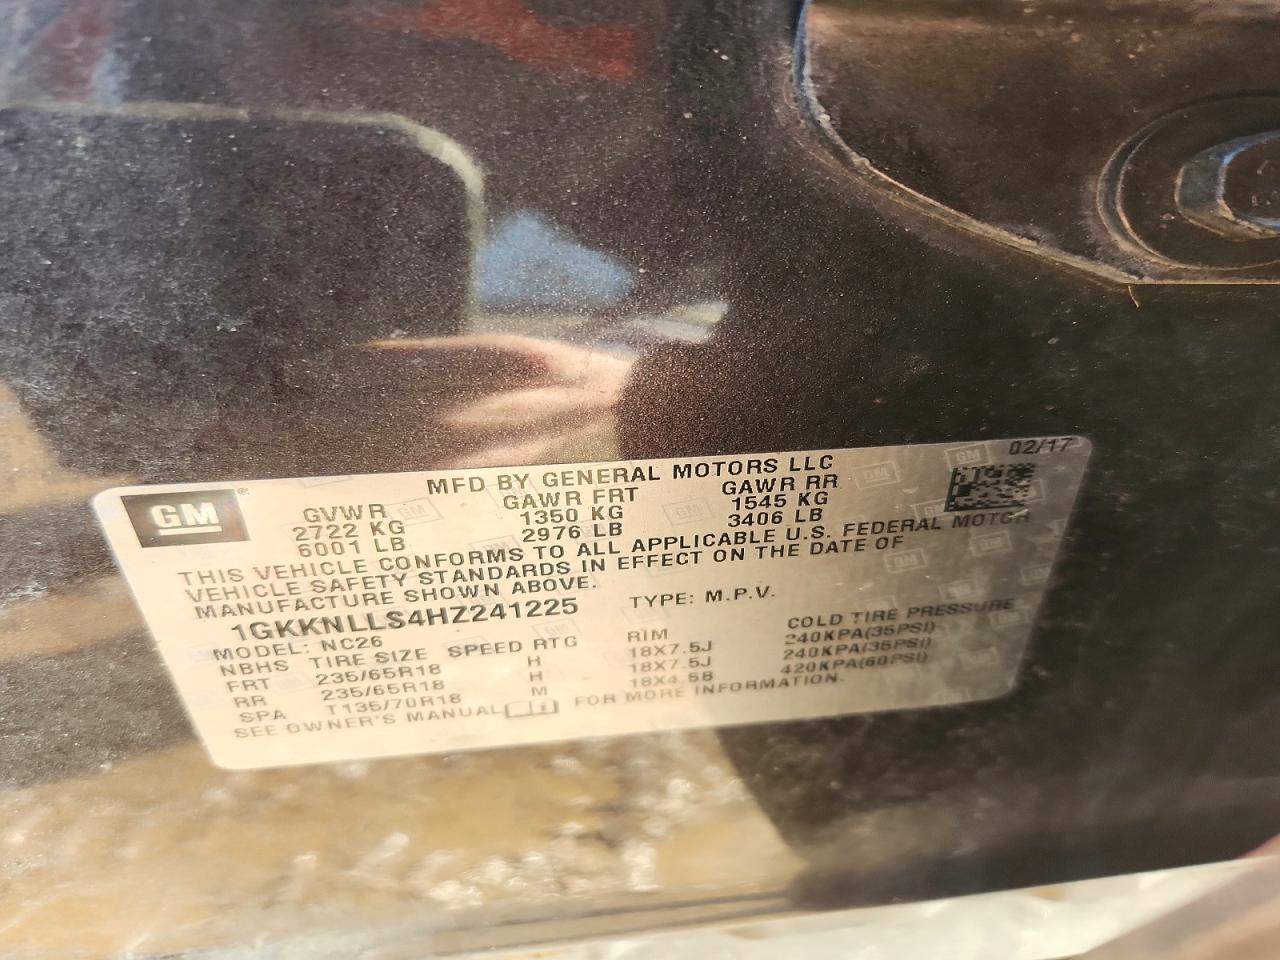 02/17
MFD BY GENERAL MOTORS LLC
GM®
GVWR GAWR FRT GAWR RR
2722 KG 1350 KG 1545 KG
6001 LB 2976 LB 3406 LB
THIS VEHICLE CONFORMS TO ALL APPLICABLE U.S. FEDERAL MOTOR
VEHICLE SAFETY STANDARDS IN EFFECT ON THE DATE OF
MANUFACTURE SHOWN ABOVE.
1GKKNLLS4HZ241225 TYPE: M.P.V.
MODEL: NC26
NBHS TIRE SIZE SPEED RTG RIM COLD TIRE PRESSURE
FRT 235/65R18 H 18X7.5J 240KPA(35PSI)
RR 235/65R18 H 18X7.5J 240KPA(35PSI)
SPA T135/70R18 M 18X4.5B 420KPA(60PSI)
SEE OWNER'S MANUAL FOR MORE INFORMATION.